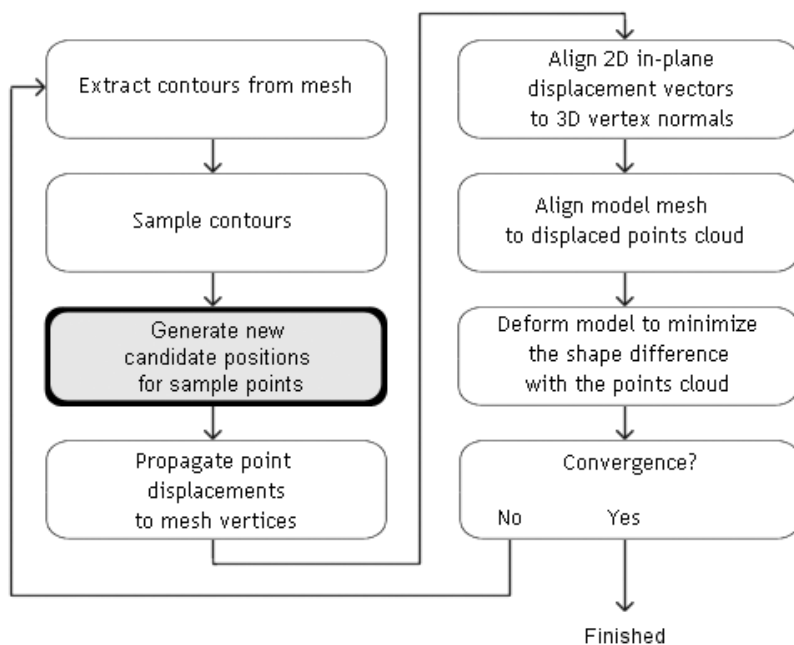 Extract contours from mesh
Sample contours
Generate new
candidate positions
for sample points
Propagate point
displacements
to mesh vertices
Align 2D in-plane
displacement vectors
to 3D vertex normals
Align model mesh
to displaced points cloud
Deform model to minimize
the shape difference
with the points cloud
Convergence?
No Yes
Finished